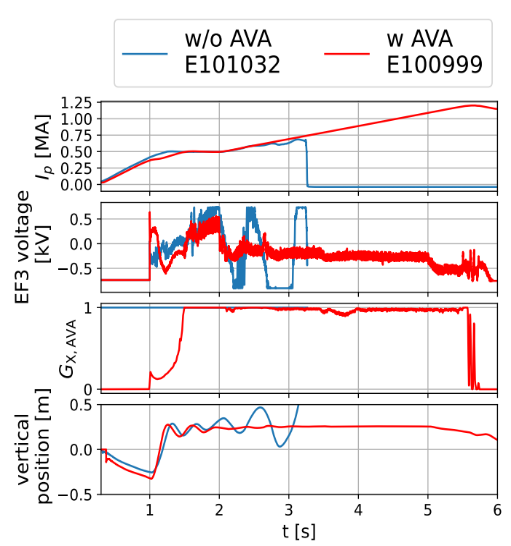 w/o AVA
E101032
w AVA
E100999
1.25
1.00
0.75
0.50
0.25
0.00
I_p [MA]
0.5
0.0
−0.5
EF3 voltage
[kV]
1
0
G_X, AVA
0.5
0.0
−0.5
vertical
position [m]
1 2 3 4 5 6
t [s]